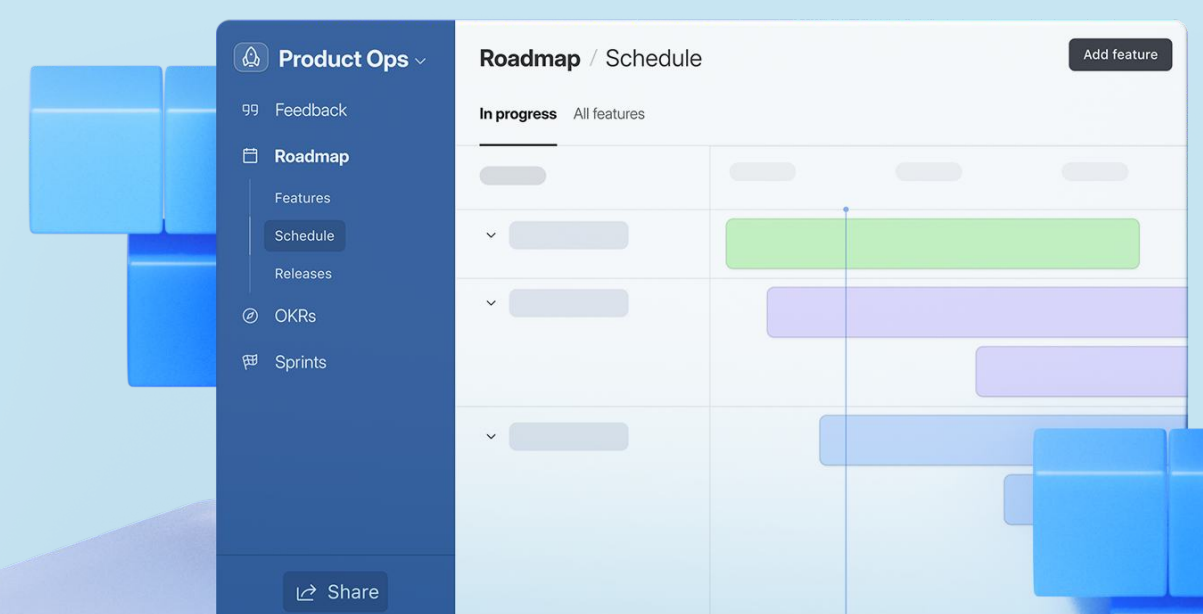 Product Ops
Feedback
Roadmap
Features
Schedule
Releases
OKRs
Sprints
Share
Roadmap / Schedule
Add feature
In progress All features